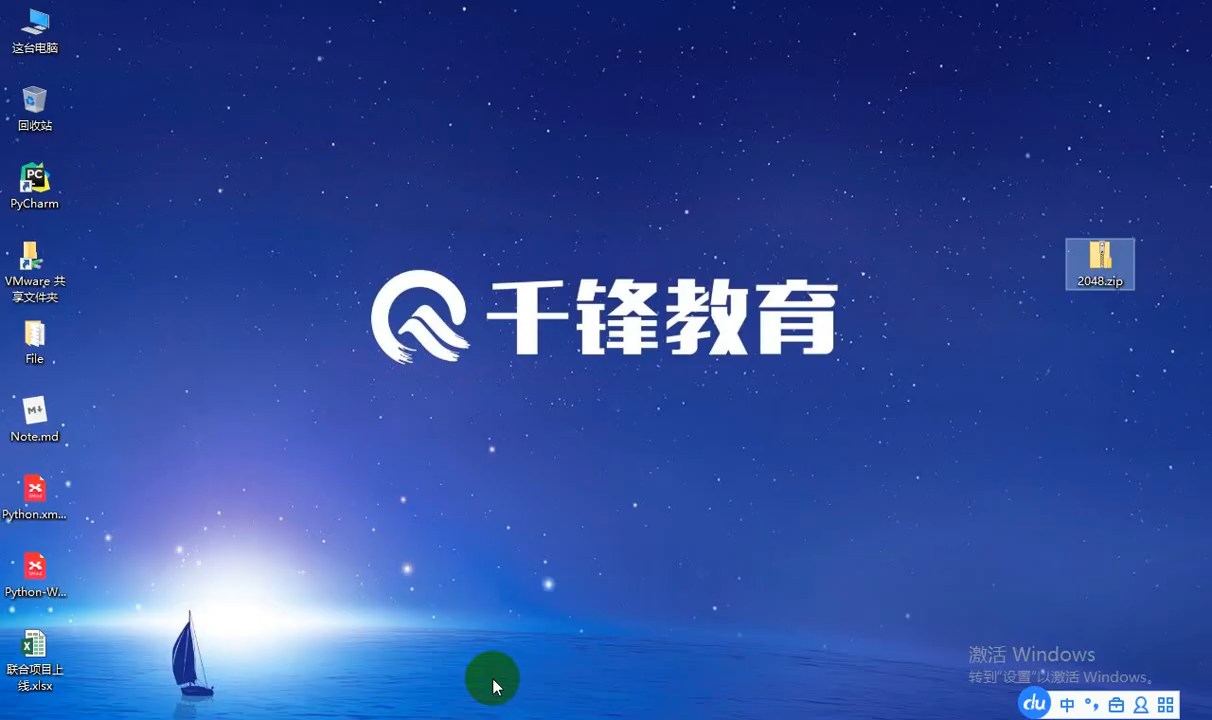 这台电脑
回收站
PC
PyCharm
VMware 共
享文件夹
File
M
Note.md
Python.xm...
Python-W...
X
联合项目上
线.xlsx
千锋教育
2048.zip
激活 Windows
转到“设置”以激活 Windows。
du 中